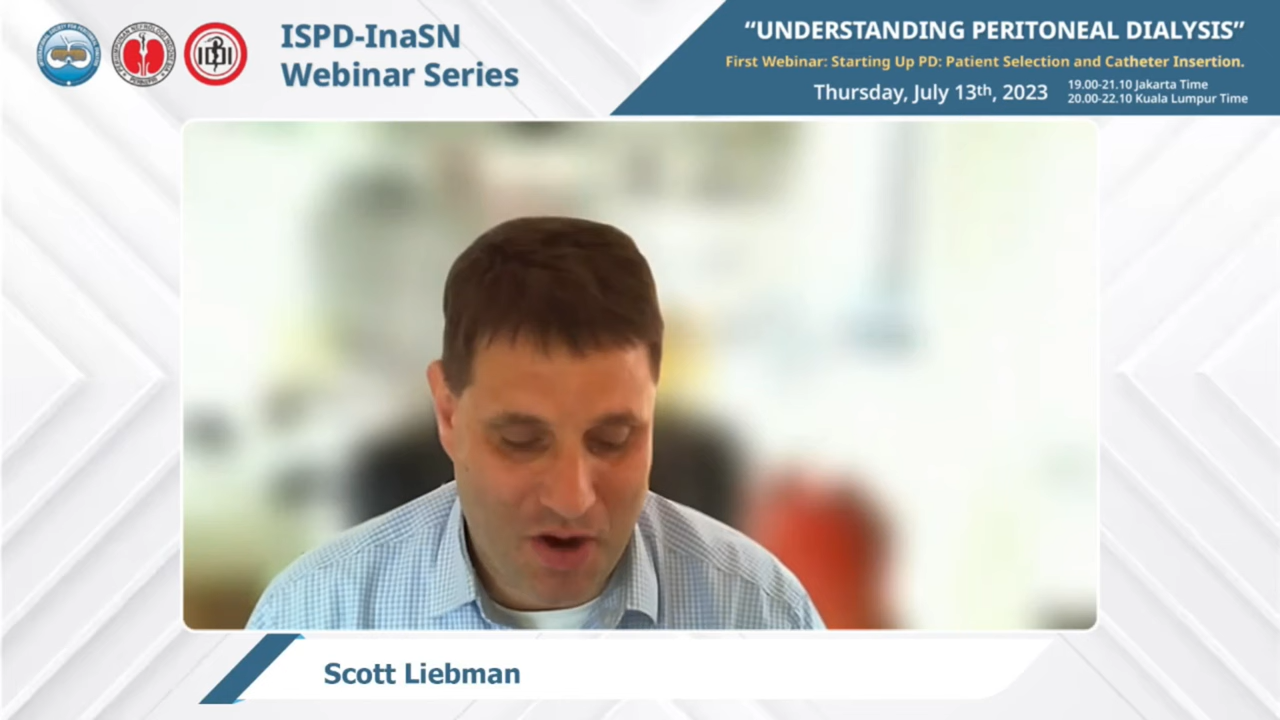 ISPD-InaSN
Webinar Series
“UNDERSTANDING PERITONEAL DIALYSIS”
First Webinar: Starting Up PD: Patient Selection and Catheter Insertion.
Thursday, July 13th, 2023
19.00-21.10 Jakarta Time
20.00-22.10 Kuala Lumpur Time
Scott Liebman